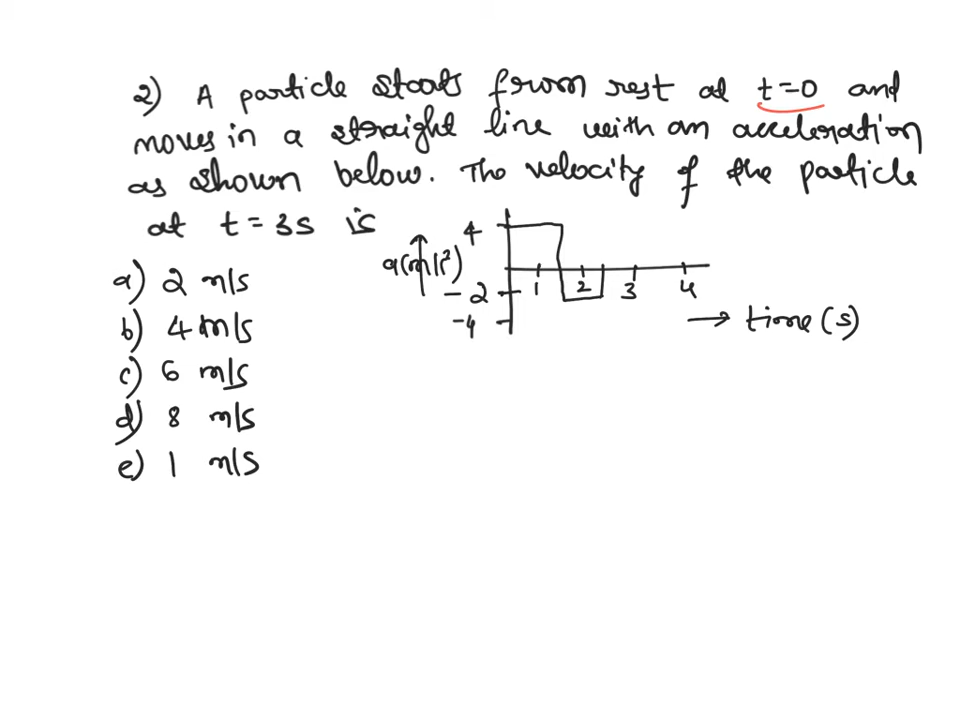 2) A particle starts from rest at t=0 and
moves in a straight line with an acceleration
as shown below. The velocity of the particle
at t = 3s is
a) 2 m/s
b) 4 m/s
c) 6 m/s
d) 8 m/s
e) 1 m/s
4
a(m/s²)
-2
-4
1 2 3 4
→ time (s)